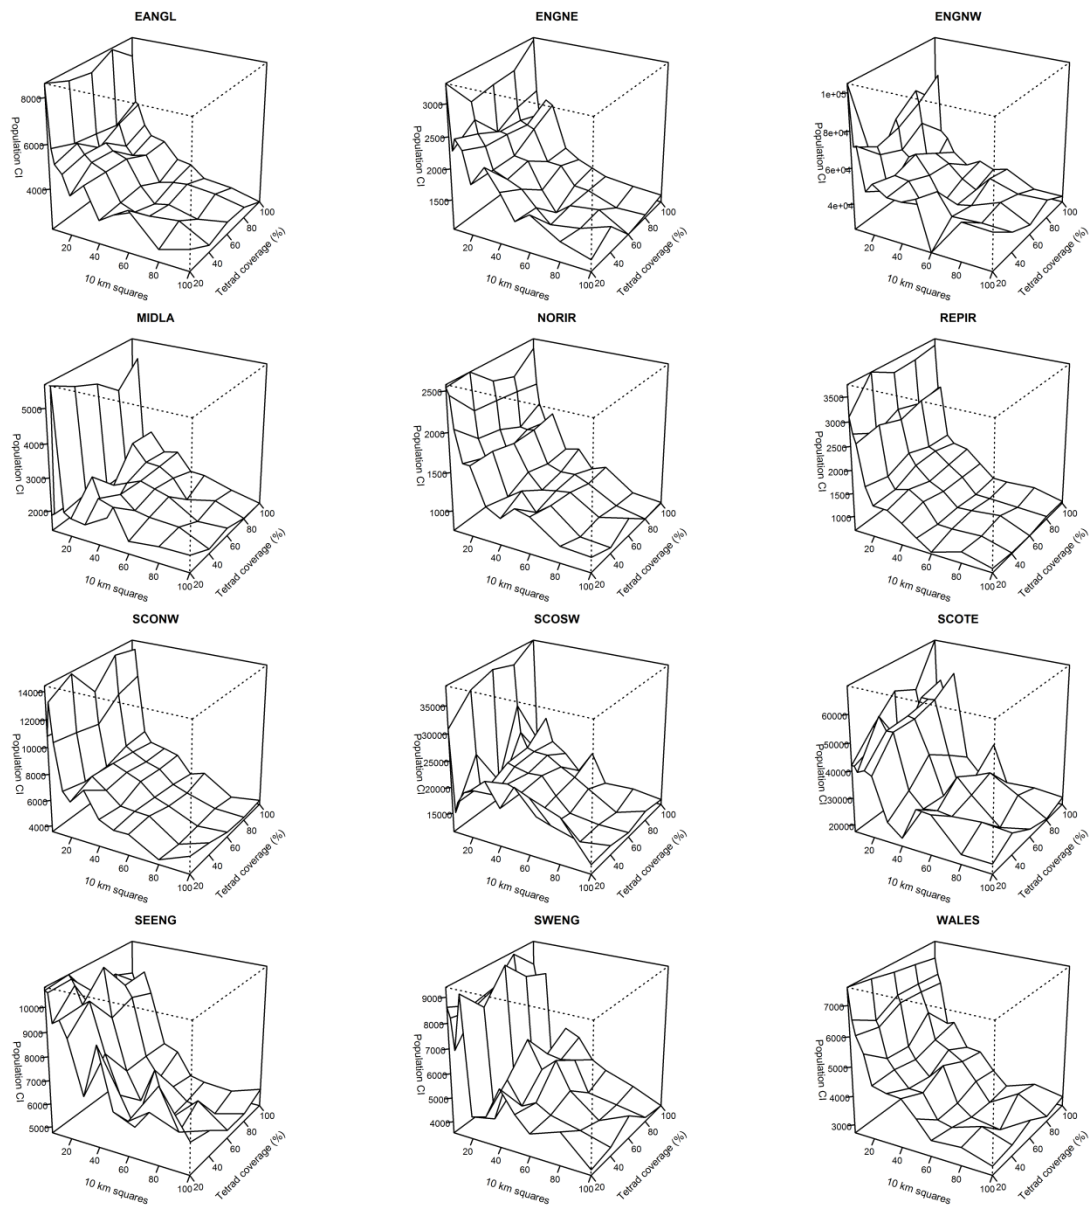 EANGL ENGNE ENGNW
8000
6000
4000
Population CI
20 40 60 80 100
10 km squares
20 40 60 80 100
Tetrad coverage (%)
3000
2500
2000
1500
Population CI
20 40 60 80 100
10 km squares
20 40 60 80 100
Tetrad coverage (%)
1e+05
8e+04
6e+04
4e+04
Population CI
20 40 60 80 100
10 km squares
20 40 60 80 100
Tetrad coverage (%)
MIDLA NORIR REPIR
5000
4000
3000
2000
Population CI
20 40 60 80 100
10 km squares
20 40 60 80 100
Tetrad coverage (%)
2500
2000
1500
1000
Population CI
20 40 60 80 100
10 km squares
20 40 60 80 100
Tetrad coverage (%)
3500
3000
2500
2000
1500
1000
Population CI
20 40 60 80 100
10 km squares
20 40 60 80 100
Tetrad coverage (%)
SCONW SCOSW SCOTE
14000
12000
10000
8000
6000
4000
Population CI
20 40 60 80 100
10 km squares
20 40 60 80 100
Tetrad coverage (%)
35000
30000
25000
20000
15000
Population CI
20 40 60 80 100
10 km squares
20 40 60 80 100
Tetrad coverage (%)
60000
50000
40000
30000
20000
Population CI
20 40 60 80 100
10 km squares
20 40 60 80 100
Tetrad coverage (%)
SEENG SWENG WALES
10000
9000
8000
7000
6000
5000
Population CI
20 40 60 80 100
10 km squares
20 40 60 80 100
Tetrad coverage (%)
9000
8000
7000
6000
5000
4000
Population CI
20 40 60 80 100
10 km squares
20 40 60 80 100
Tetrad coverage (%)
7000
6000
5000
4000
3000
Population CI
20 40 60 80 100
10 km squares
20 40 60 80 100
Tetrad coverage (%)